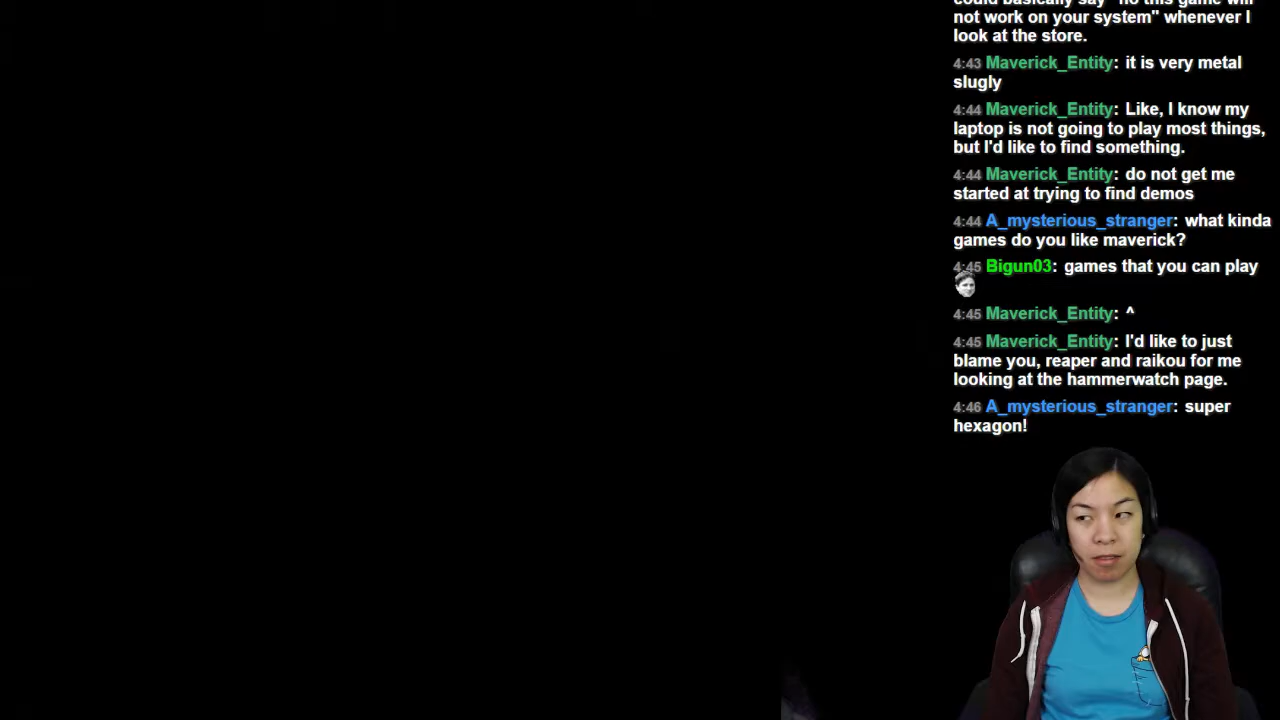 could basically say "no this game will
not work on your system" whenever I
look at the store.
4:43 Maverick_Entity: it is very metal
slugly
4:44 Maverick_Entity: Like, I know my
laptop is not going to play most things,
but I'd like to find something.
4:44 Maverick_Entity: do not get me
started at trying to find demos
4:44 A_mysterious_stranger: what kinda
games do you like maverick?
4:45 Bigun03: games that you can play
4:45 Maverick_Entity: ^
4:45 Maverick_Entity: I'd like to just
blame you, reaper and raikou for me
looking at the hammerwatch page.
4:46 A_mysterious_stranger: super
hexagon!